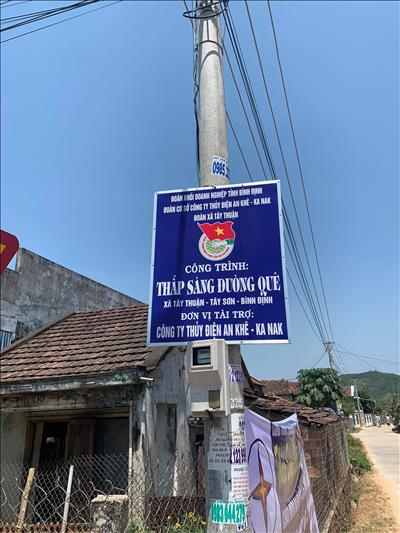 0985
ĐOÀN KHỐI DOANH NGHIỆP TỈNH BÌNH ĐỊNH
ĐOÀN CƠ SỞ CÔNG TY THỦY ĐIỆN AN KHÊ - KA NAK
ĐOÀN XÃ TÂY THUẬN
CÔNG TRÌNH:
THẮP SÁNG ĐƯỜNG QUÊ
XÃ TÂY THUẬN - TÂY SƠN - BÌNH ĐỊNH
ĐƠN VỊ TÀI TRỢ:
CÔNG TY THỦY ĐIỆN AN KHÊ - KA NAK